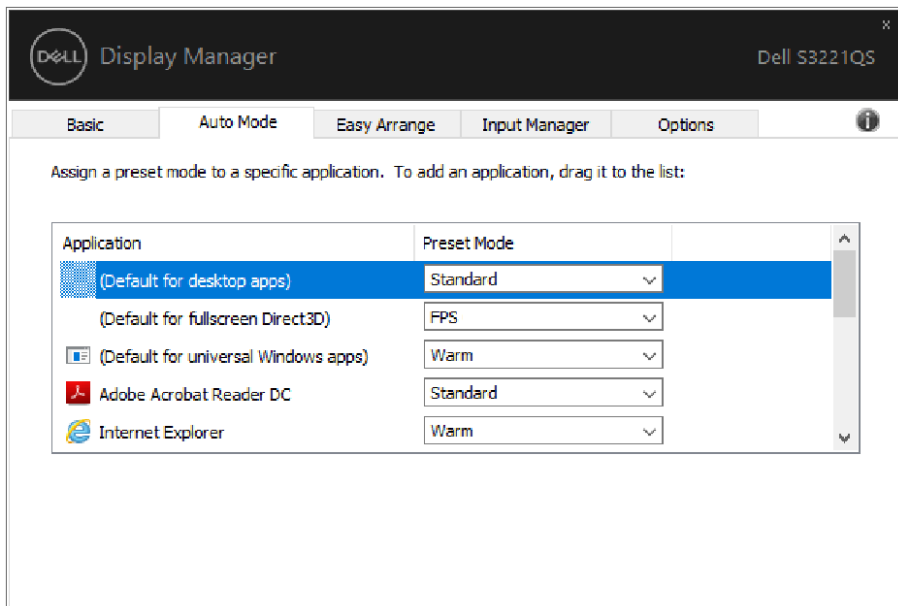 DELL Display Manager
x
Dell S3221QS
Basic Auto Mode Easy Arrange Input Manager Options
Assign a preset mode to a specific application. To add an application, drag it to the list:
Application Preset Mode
(Default for desktop apps) Standard
(Default for fullscreen Direct3D) FPS
(Default for universal Windows apps) Warm
Adobe Acrobat Reader DC Standard
Internet Explorer Warm